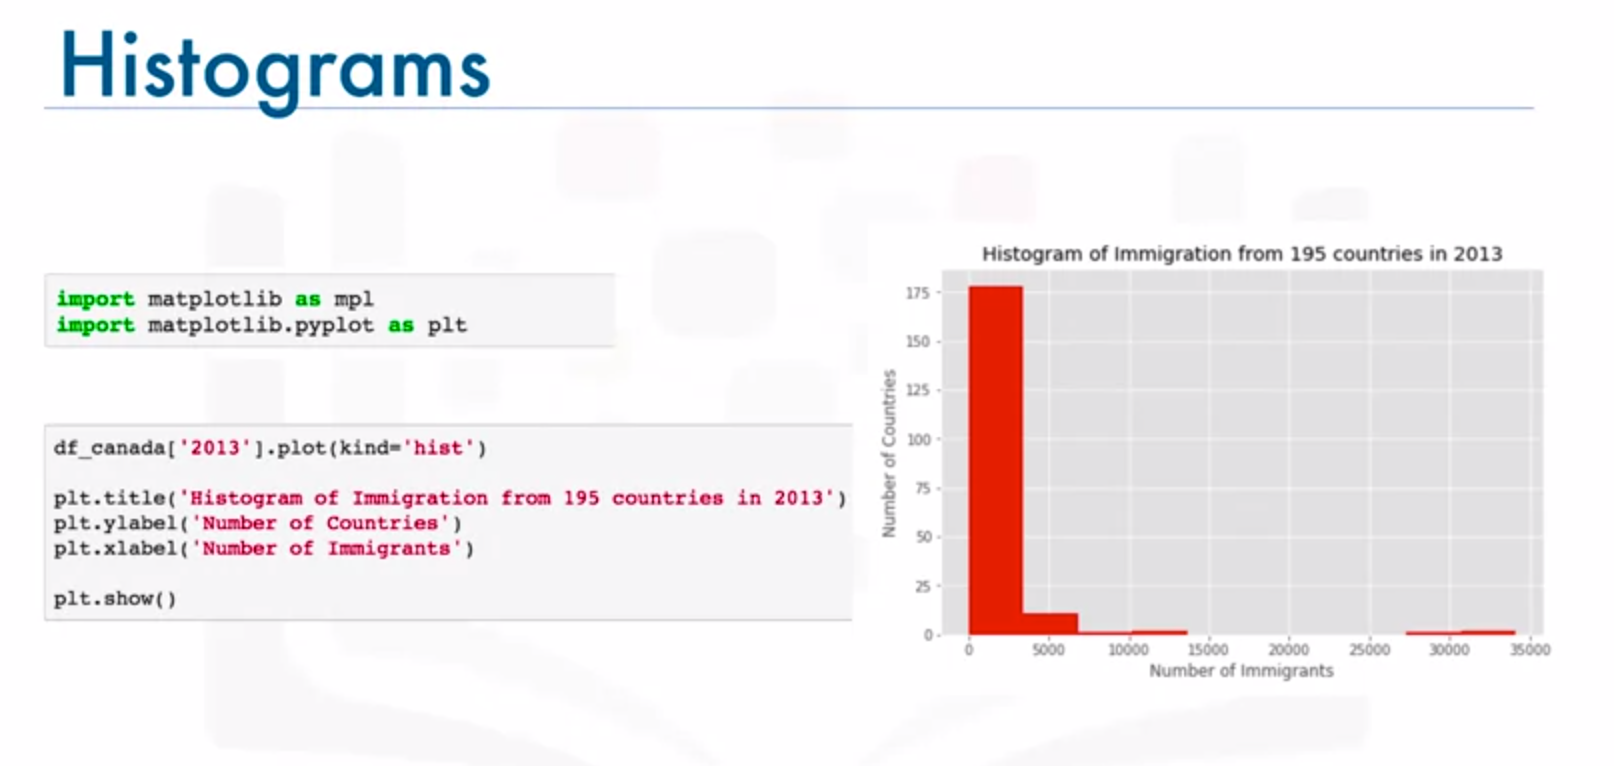 Histograms
import matplotlib as mpl
import matplotlib.pyplot as plt
df_canada['2013'].plot(kind='hist')
plt.title('Histogram of Immigration from 195 countries in 2013')
plt.ylabel('Number of Countries')
plt.xlabel('Number of Immigrants')
plt.show()
Histogram of Immigration from 195 countries in 2013
Number of Countries
175
150
125
100
75
50
25
0
0 5000 10000 15000 20000 25000 30000 35000
Number of Immigrants